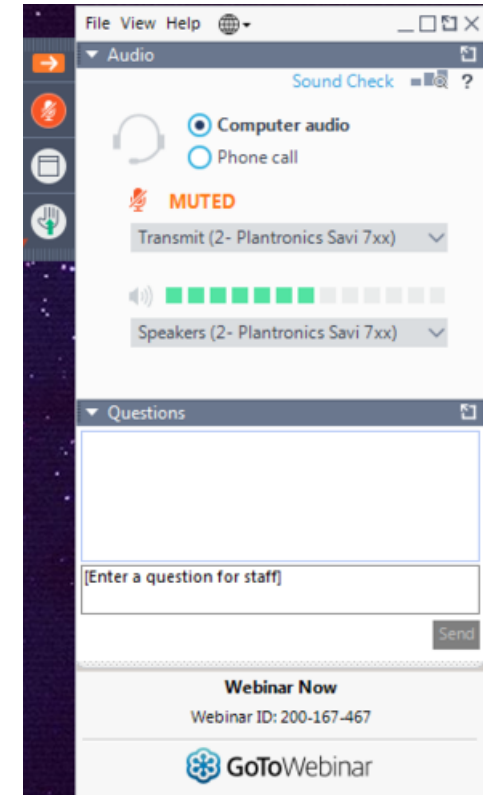 File View Help
Audio
Sound Check ?
Computer audio
Phone call
MUTED
Transmit (2- Plantronics Savi 7xx)
Speakers (2- Plantronics Savi 7xx)
Questions
[Enter a question for staff]
Send
Webinar Now
Webinar ID: 200-167-467
GoToWebinar